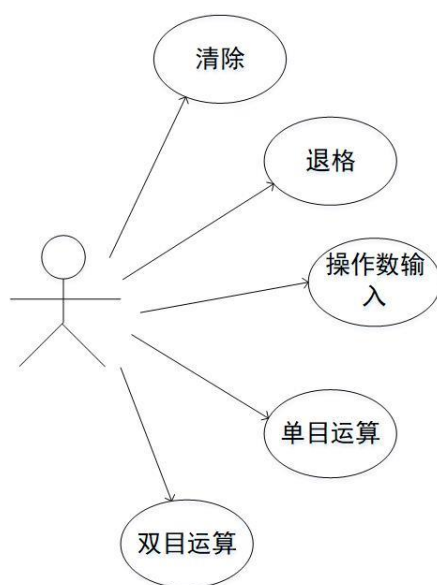 清除
退格
操作数输
入
单目运算
双目运算